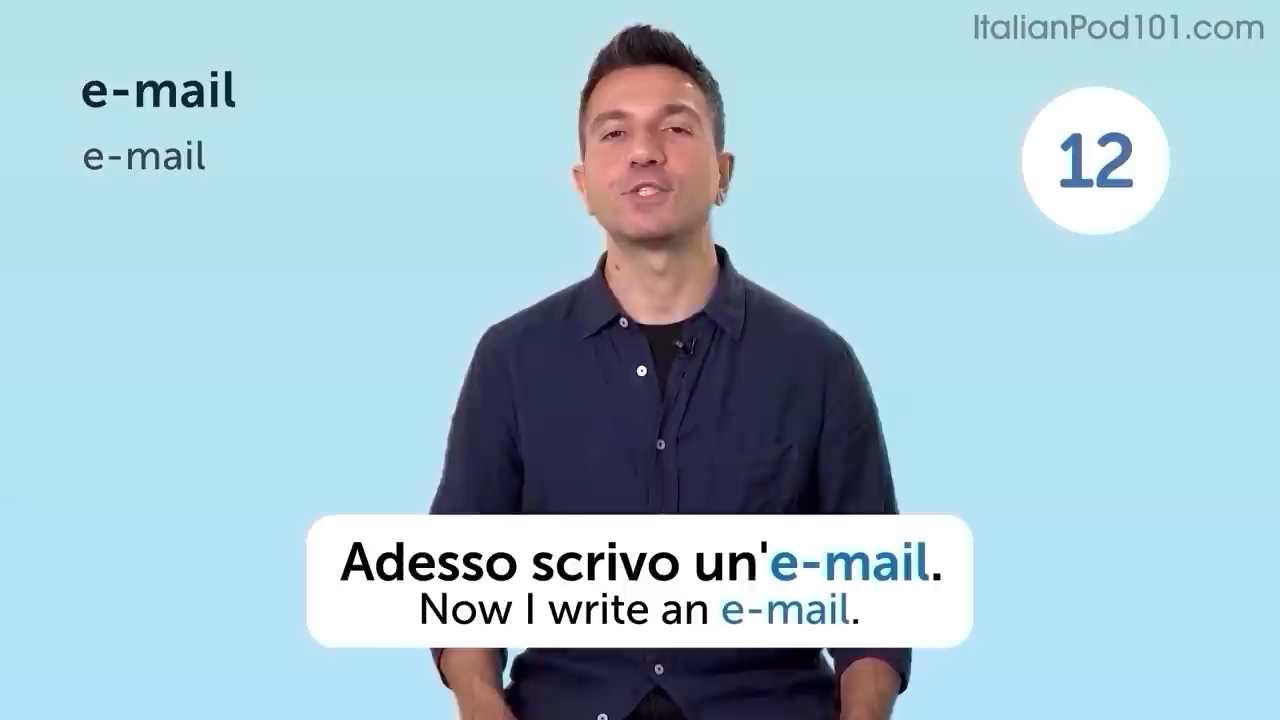 ItalianPod101.com
e-mail
e-mail
12
Adesso scrivo un'e-mail.
Now I write an e-mail.